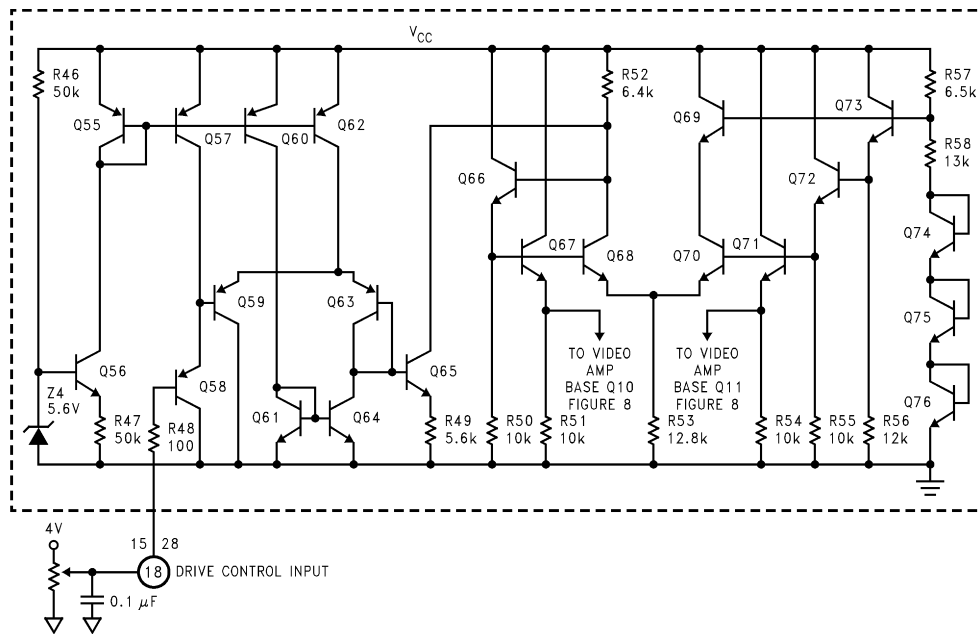 VCC
R46
50k
Q55
Q57
Q60
Q62
R52
6.4k
Q69
Q73
R57
6.5k
R58
13k
Q66
Q72
Q67
Q68
Q70
Q71
Q74
Q59
Q63
Q75
TO VIDEO
AMP
BASE Q10
FIGURE 8
TO VIDEO
AMP
BASE Q11
FIGURE 8
Q56
Q58
Q65
Q76
Z4
5.6V
R47
50k
R48
100
Q61
Q64
R49
5.6k
R50
10k
R51
10k
R53
12.8k
R54
10k
R55
10k
R56
12k
4V
15 28
18 DRIVE CONTROL INPUT
0.1 μF